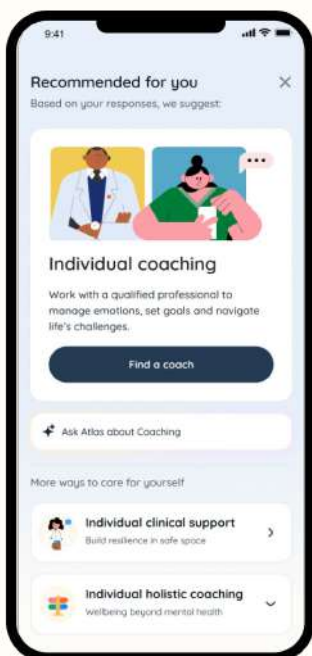 9:41
Recommended for you
Based on your responses, we suggest:
Individual coaching
Work with a qualified professional to
manage emotions, set goals and navigate
life's challenges.
Find a coach
Ask Atlas about Coaching
More ways to care for yourself
Individual clinical support
Build resilience in safe space
Individual holistic coaching
Wellbeing beyond mental health